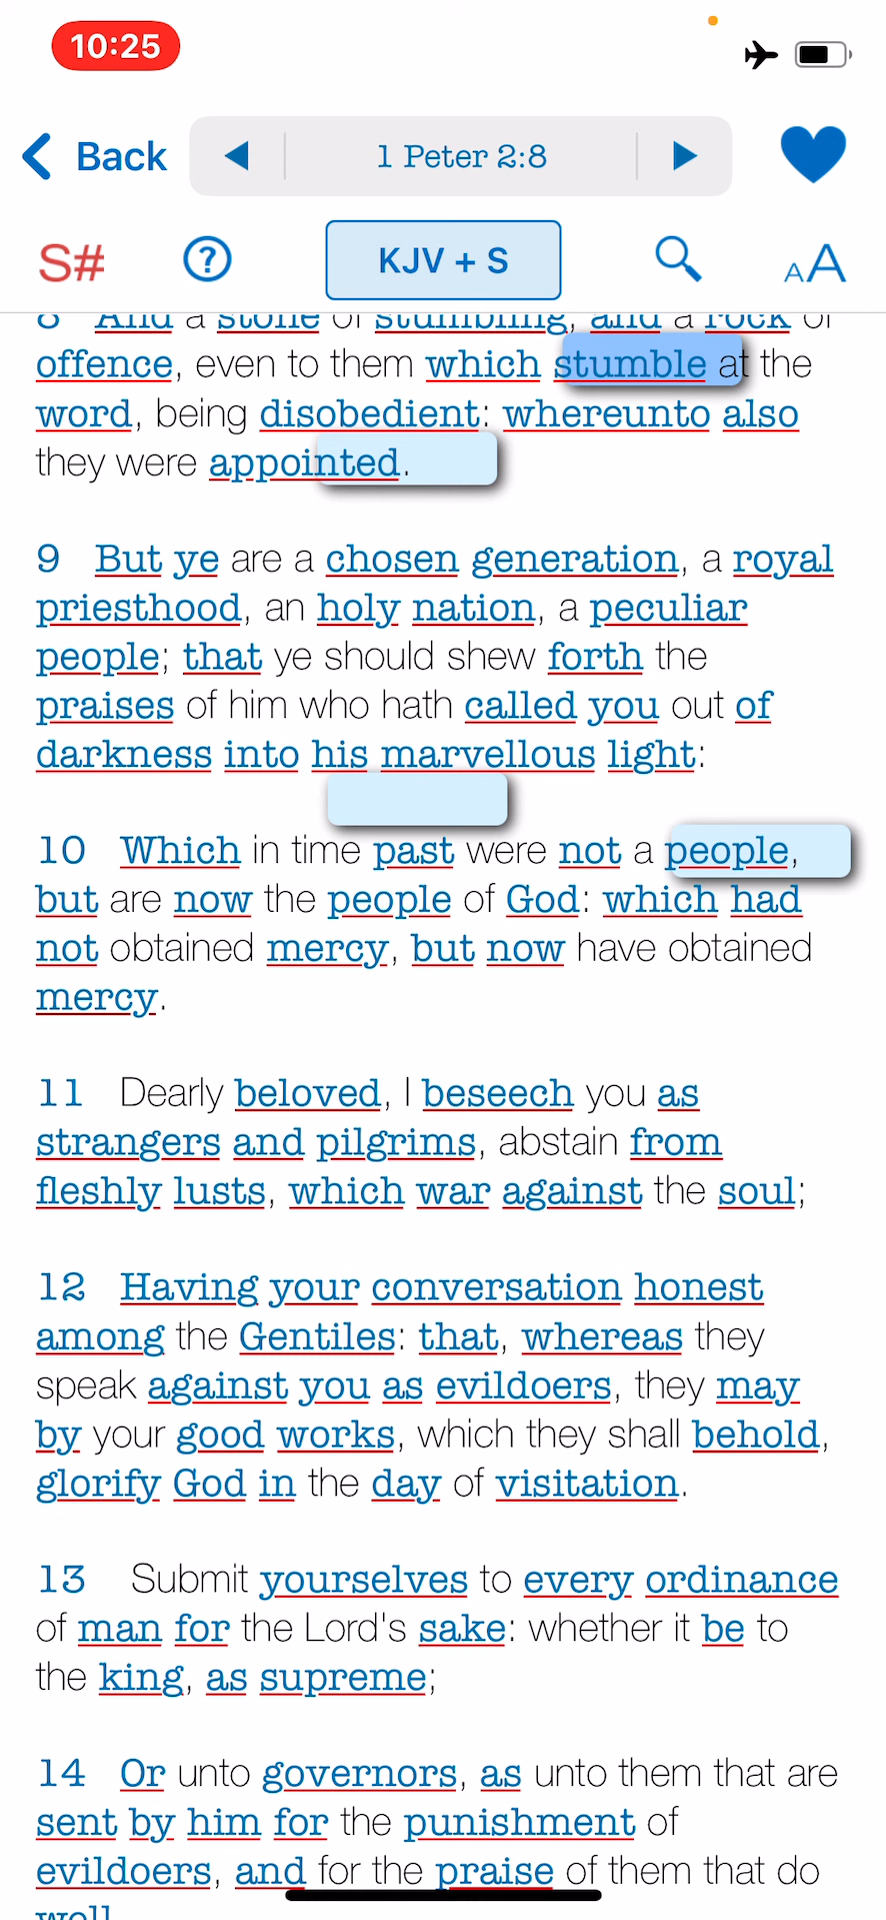 10:25
Back
1 Peter 2:8
S#
?
KJV + S
AA
8 And a stone of stumbling, and a rock of
offence, even to them which stumble at the
word, being disobedient: whereunto also
they were appointed.
9 But ye are a chosen generation, a royal
priesthood, an holy nation, a peculiar
people; that ye should shew forth the
praises of him who hath called you out of
darkness into his marvellous light:
10 Which in time past were not a people,
but are now the people of God: which had
not obtained mercy, but now have obtained
mercy.
11 Dearly beloved, I beseech you as
strangers and pilgrims, abstain from
fleshly lusts, which war against the soul;
12 Having your conversation honest
among the Gentiles: that, whereas they
speak against you as evildoers, they may
by your good works, which they shall behold,
glorify God in the day of visitation.
13 Submit yourselves to every ordinance
of man for the Lord's sake: whether it be to
the king, as supreme;
14 Or unto governors, as unto them that are
sent by him for the punishment of
evildoers, and for the praise of them that do
well